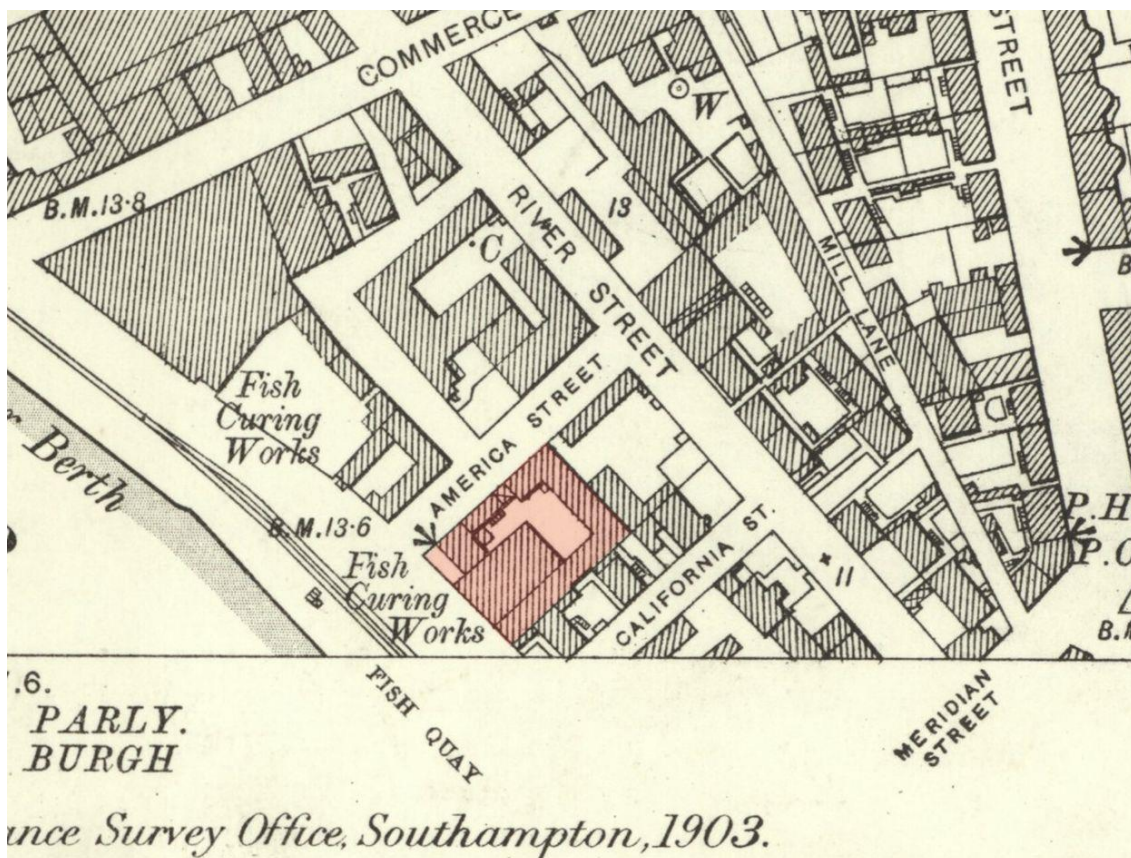 COMMERCE
STREET
W
P
B.M.13·8
RIVER STREET
13
C
MILL LANE
B
Fish
Curing
Works
AMERICA STREET
Berth
B.M.13·6
Fish
Curing
Works
CALIFORNIA ST.
11
P.H
P.O
B.M
.6.
PARLY.
BURGH
FISH QUAY
MERIDIAN
STREET
ance Survey Office, Southampton, 1903.